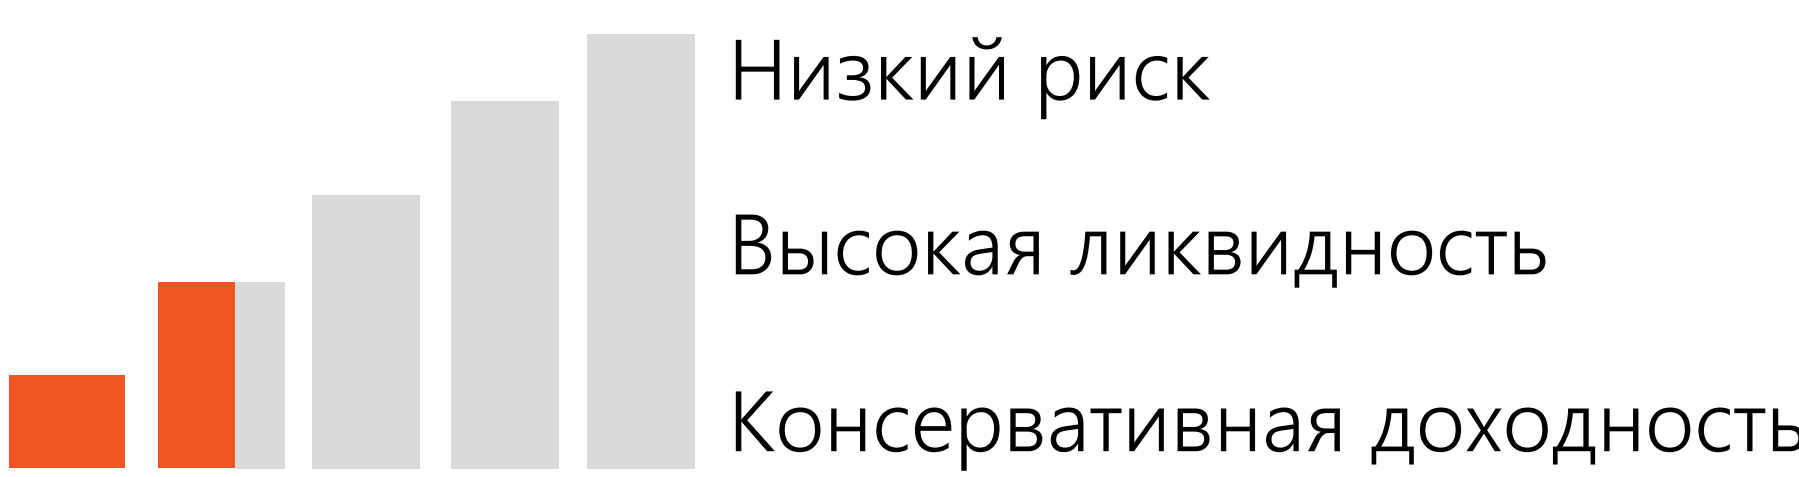 Низкий риск
Высокая ликвидность
Консервативная доходность